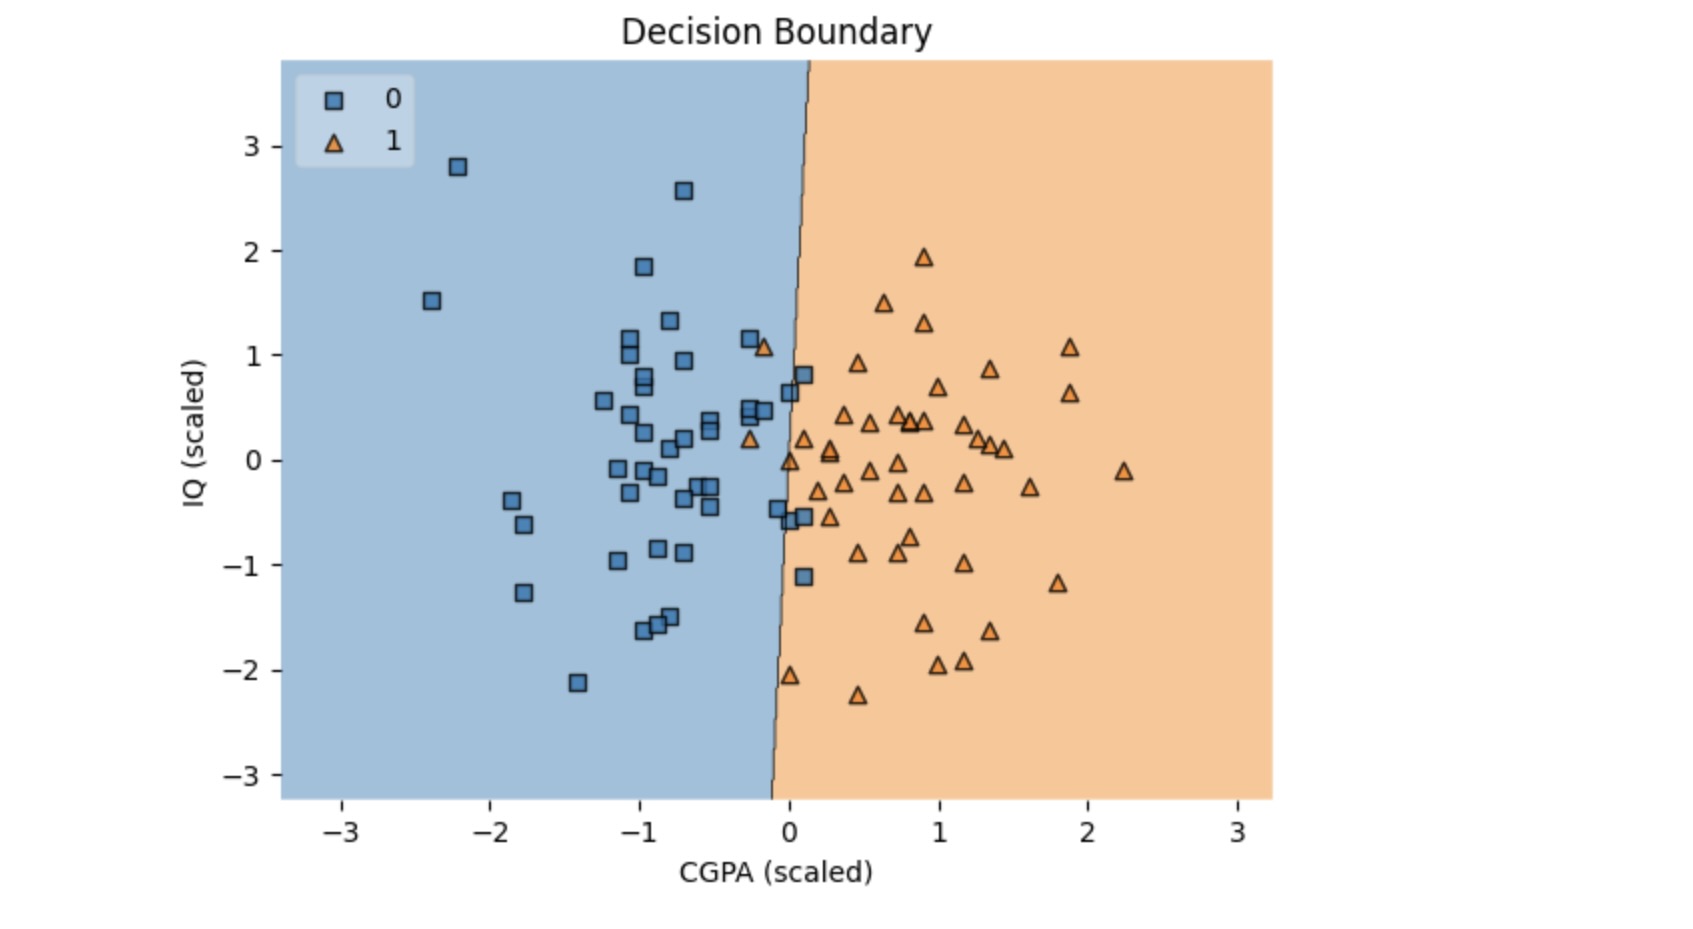 Decision Boundary
0
1
3
2
1
0
−1
−2
−3
IQ (scaled)
−3 −2 −1 0 1 2 3
CGPA (scaled)